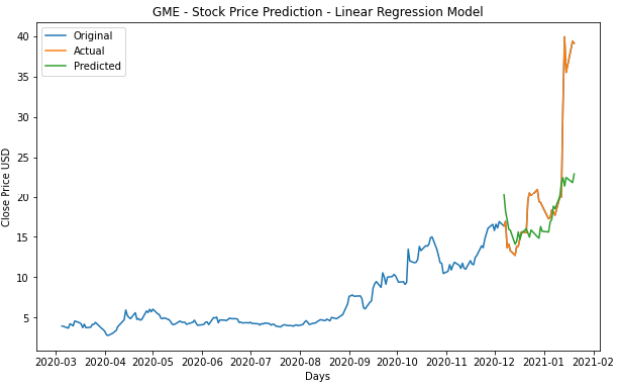 GME - Stock Price Prediction - Linear Regression Model
Original
Actual
Predicted
Close Price USD
40
35
30
25
20
15
10
5
2020-03 2020-04 2020-05 2020-06 2020-07 2020-08 2020-09 2020-10 2020-11 2020-12 2021-01 2021-02
Days